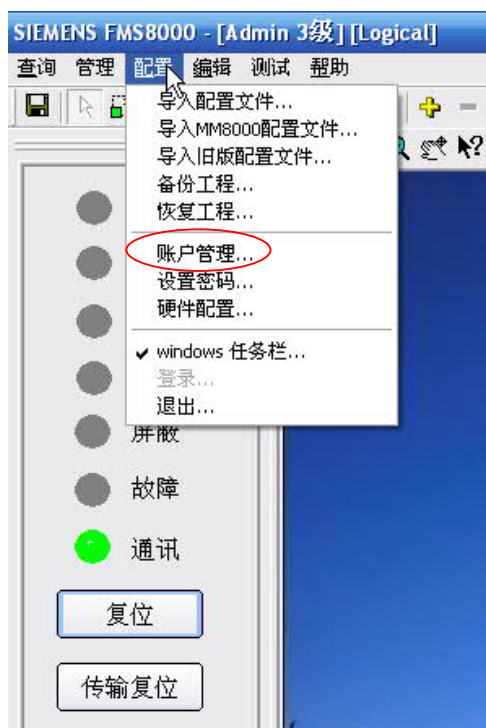 SIEMENS FMS8000 - [Admin 3级] [Logical]
查询 管理 配置 编辑 测试 帮助
导入配置文件...
导入MM8000配置文件...
导入旧版配置文件...
备份工程...
恢复工程...
账户管理...
设置密码...
硬件配置...
✔ windows 任务栏...
登录...
退出...
屏蔽
故障
通讯
复位
传输复位